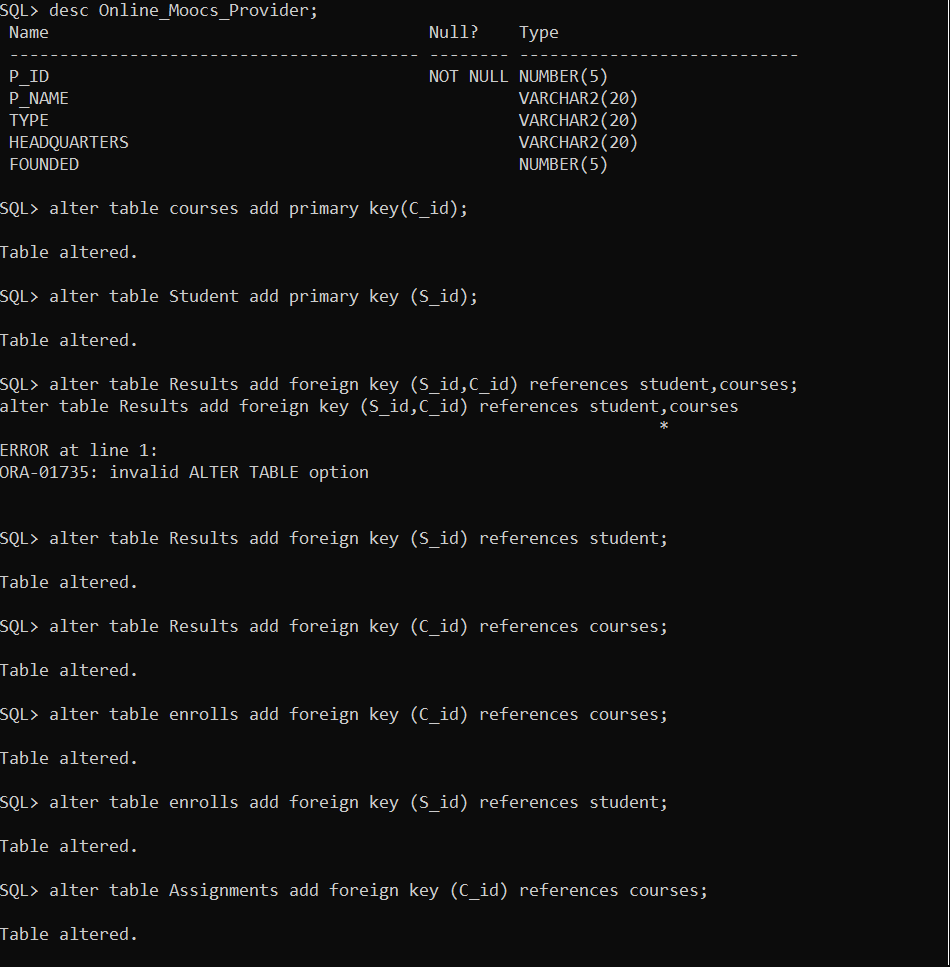 SQL> desc Online_Moocs_Provider;
 Name                                      Null?    Type
 ----------------------------------------- -------- ----------------------------
 P_ID                                      NOT NULL NUMBER(5)
 P_NAME                                             VARCHAR2(20)
 TYPE                                               VARCHAR2(20)
 HEADQUARTERS                                       VARCHAR2(20)
 FOUNDED                                            NUMBER(5)
SQL> alter table courses add primary key(C_id);
Table altered.
SQL> alter table Student add primary key (S_id);
Table altered.
SQL> alter table Results add foreign key (S_id,C_id) references student,courses;
alter table Results add foreign key (S_id,C_id) references student,courses
                                                                  *
ERROR at line 1:
ORA-01735: invalid ALTER TABLE option
SQL> alter table Results add foreign key (S_id) references student;
Table altered.
SQL> alter table Results add foreign key (C_id) references courses;
Table altered.
SQL> alter table enrolls add foreign key (C_id) references courses;
Table altered.
SQL> alter table enrolls add foreign key (S_id) references student;
Table altered.
SQL> alter table Assignments add foreign key (C_id) references courses;
Table altered.